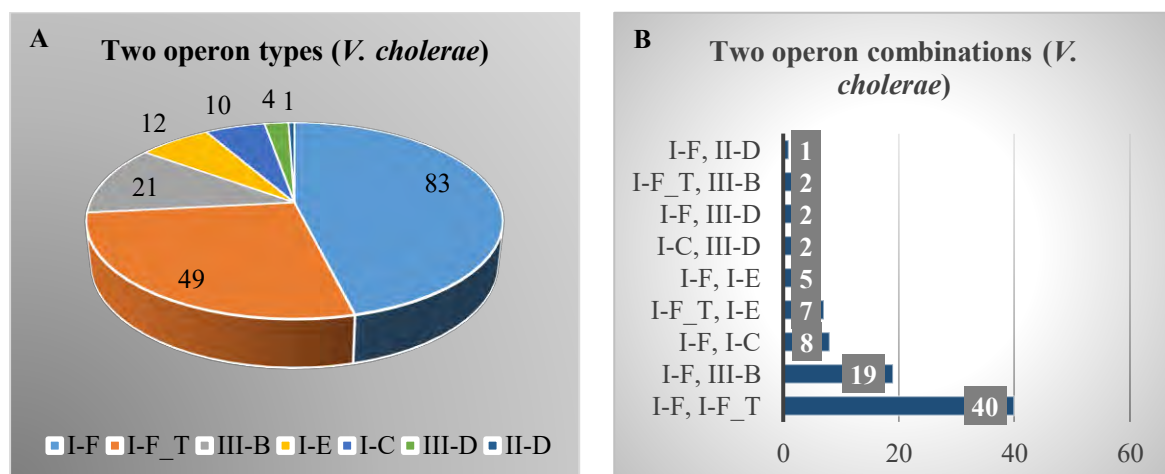 A
Two operon types (V. cholerae)
4
1
10
12
21
83
49
I-F I-F_T III-B I-E I-C III-D II-D
B
Two operon combinations (V.
cholerae)
I-F, II-D 1
I-F_T, III-B 2
I-F, III-D 2
I-C, III-D 2
I-F, I-E 5
I-F_T, I-E 7
I-F, I-C 8
I-F, III-B 19
I-F, I-F_T 40
0 20 40 60